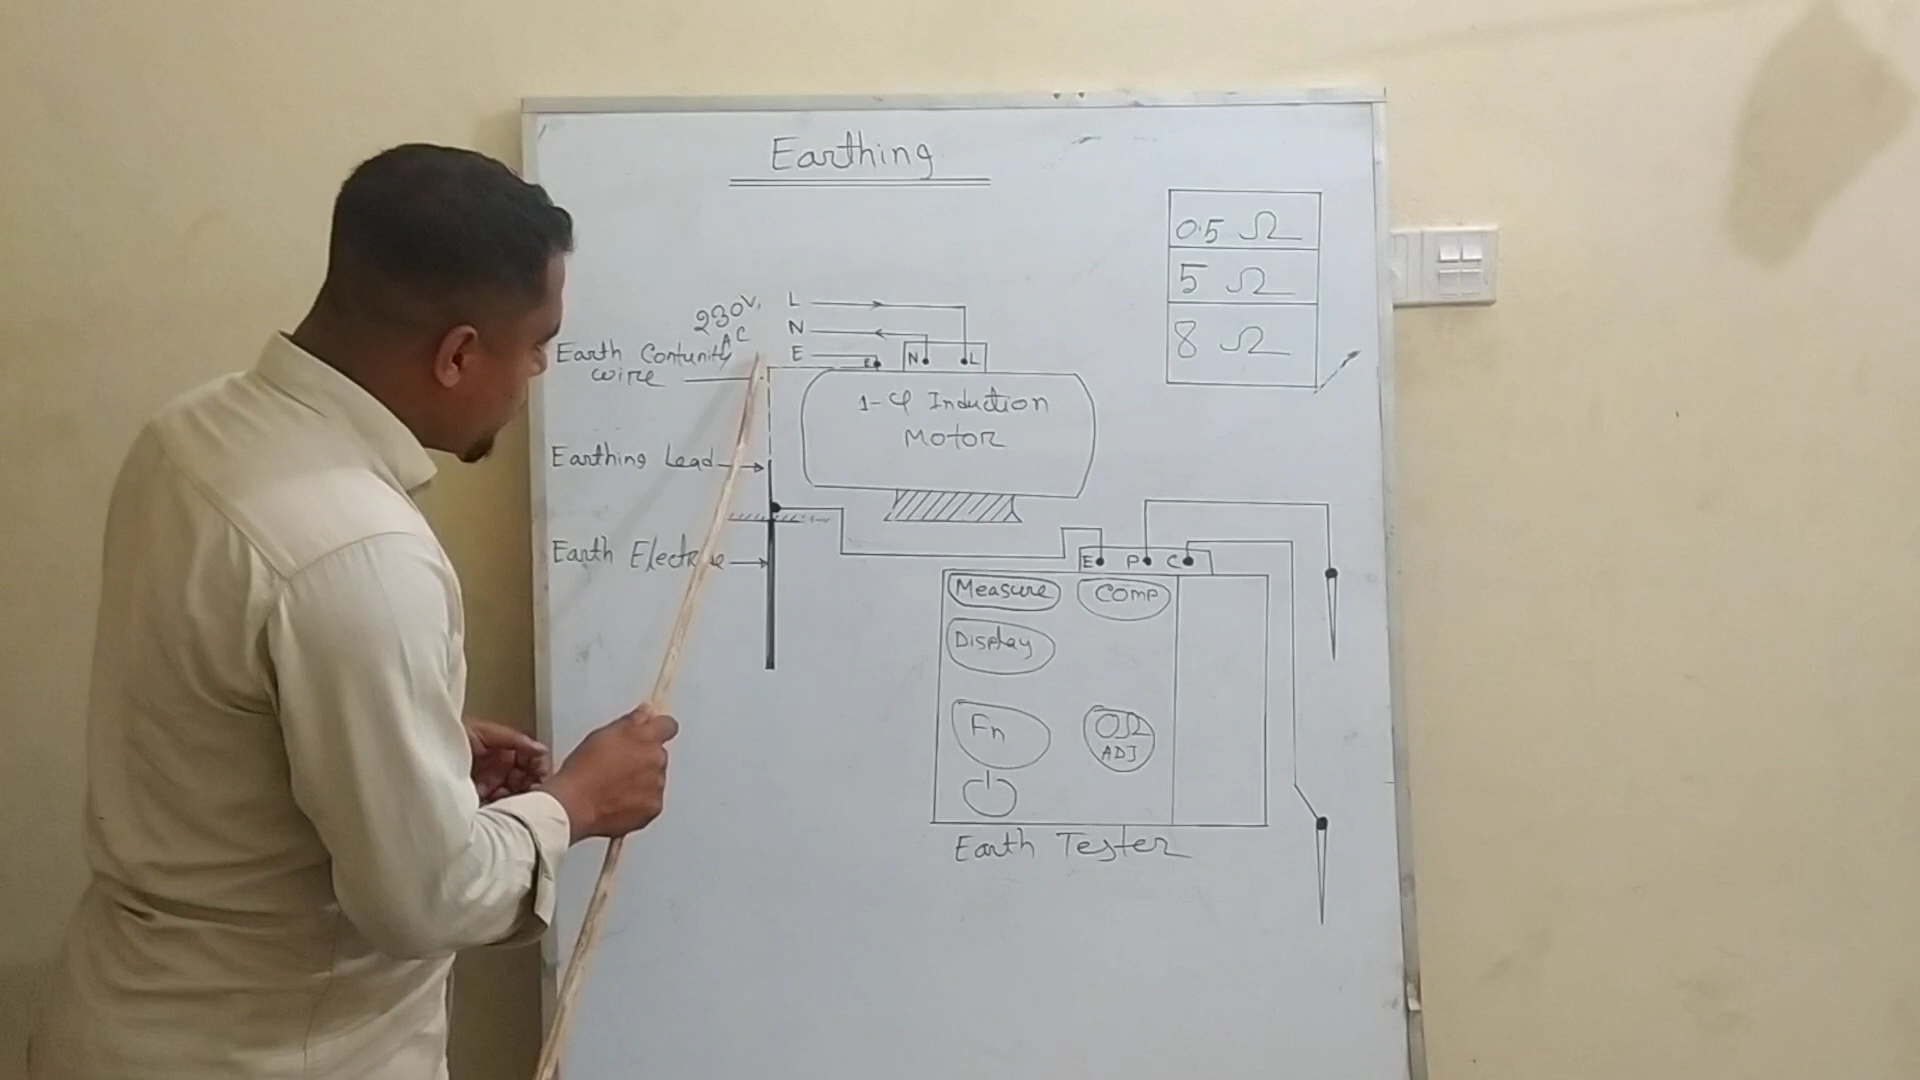 Earthing
0.5 Ω
5 Ω
8 Ω
230V,
AC
L
N
E
Earth Contunity
wire
E N L
1-φ Induction
Motor
Earthing Lead
Earth
E P C
Measure
Comp
Display
Fn
0Ω
ADJ
Earth Tester